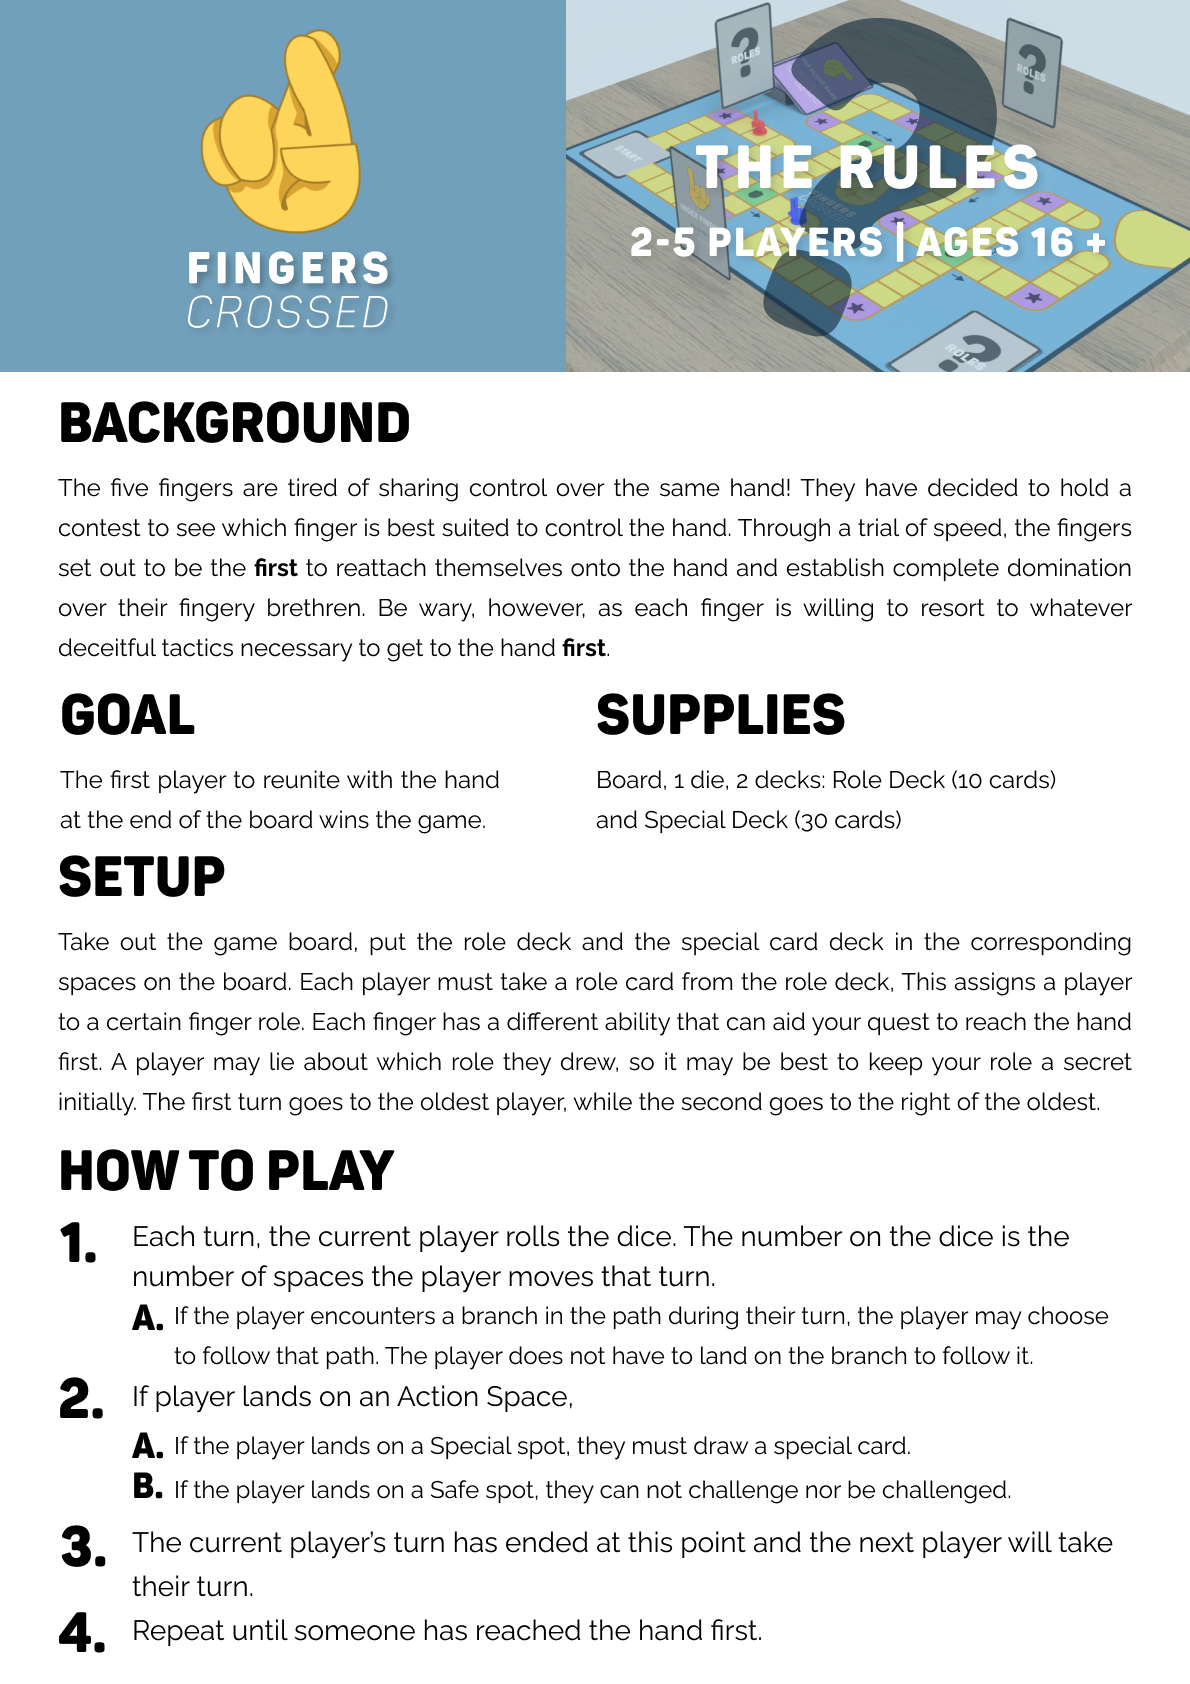 FINGERS
CROSSED
ROLES
ROLES
START
THE RULES
2-5 PLAYERS | AGES 16 +
FINGERS
CROSSED
ROLES
BACKGROUND
The five fingers are tired of sharing control over the same hand! They have decided to hold a
contest to see which finger is best suited to control the hand. Through a trial of speed, the fingers
set out to be the first to reattach themselves onto the hand and establish complete domination
over their fingery brethren. Be wary, however, as each finger is willing to resort to whatever
deceitful tactics necessary to get to the hand first.
GOAL
The first player to reunite with the hand
at the end of the board wins the game.
SUPPLIES
Board, 1 die, 2 decks: Role Deck (10 cards)
and Special Deck (30 cards)
SETUP
Take out the game board, put the role deck and the special card deck in the corresponding
spaces on the board. Each player must take a role card from the role deck, This assigns a player
to a certain finger role. Each finger has a different ability that can aid your quest to reach the hand
first. A player may lie about which role they drew, so it may be best to keep your role a secret
initially. The first turn goes to the oldest player, while the second goes to the right of the oldest.
HOW TO PLAY
1. Each turn, the current player rolls the dice. The number on the dice is the
number of spaces the player moves that turn.
A. If the player encounters a branch in the path during their turn, the player may choose
to follow that path. The player does not have to land on the branch to follow it.
2. If player lands on an Action Space,
A. If the player lands on a Special spot, they must draw a special card.
B. If the player lands on a Safe spot, they can not challenge nor be challenged.
3. The current player’s turn has ended at this point and the next player will take
their turn.
4. Repeat until someone has reached the hand first.